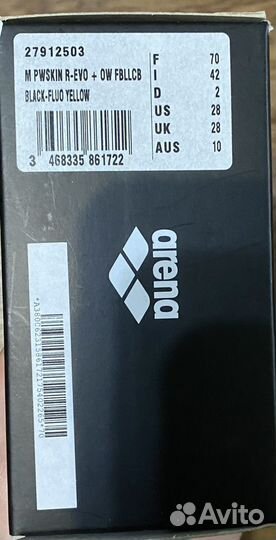 27912503
M PWSKIN R-EVO + OW FBLLCB
BLACK-FLUO YELLOW
3 468335 861722
F 70
I 42
D 2
US 28
UK 28
AUS 10
arena
Avito